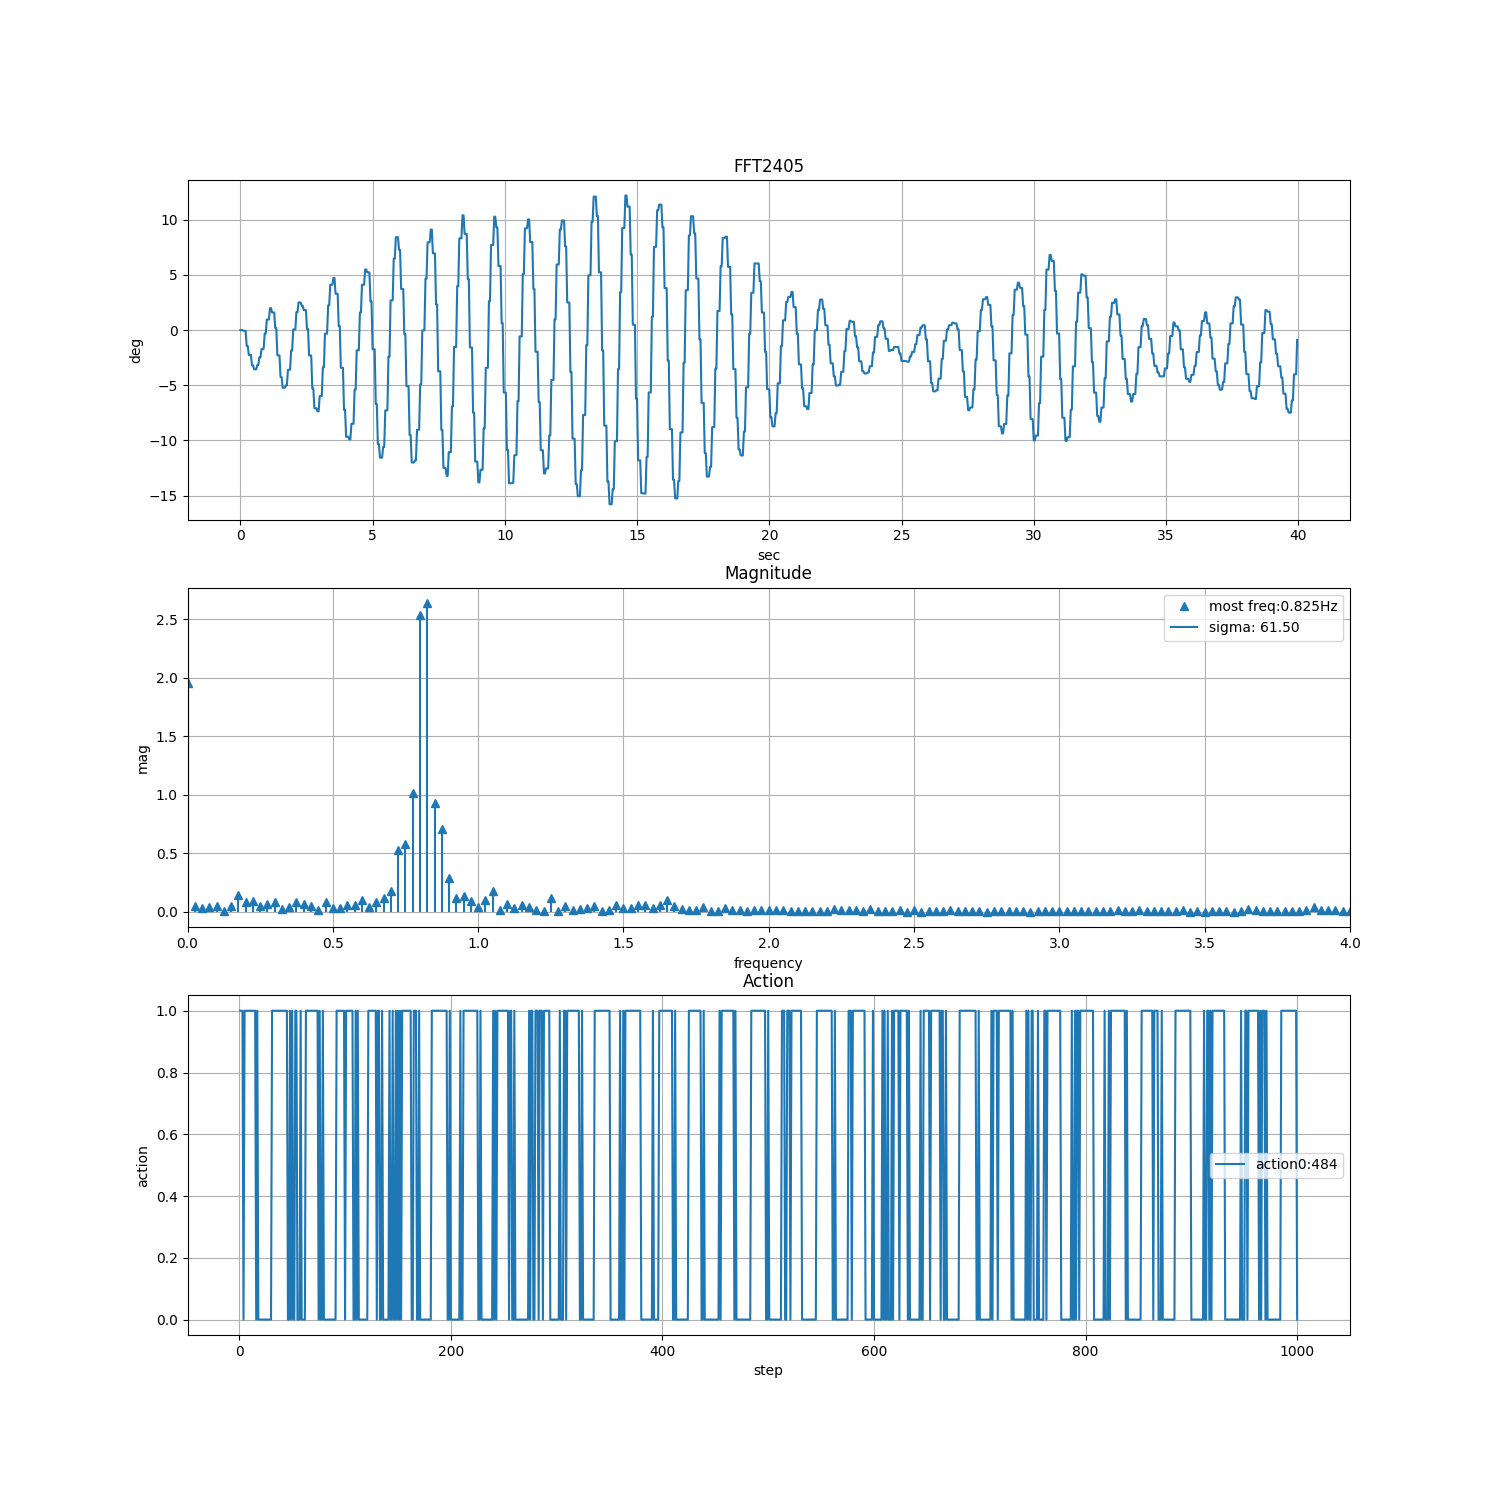 FFT2405
10
5
0
−5
−10
−15
deg
0 5 10 15 20 25 30 35 40
sec
Magnitude
2.5
2.0
1.5
1.0
0.5
0.0
mag
most freq:0.825Hz
sigma: 61.50
0.0 0.5 1.0 1.5 2.0 2.5 3.0 3.5 4.0
frequency
Action
1.0
0.8
0.6
0.4
0.2
0.0
action
action0:484
0 200 400 600 800 1000
step